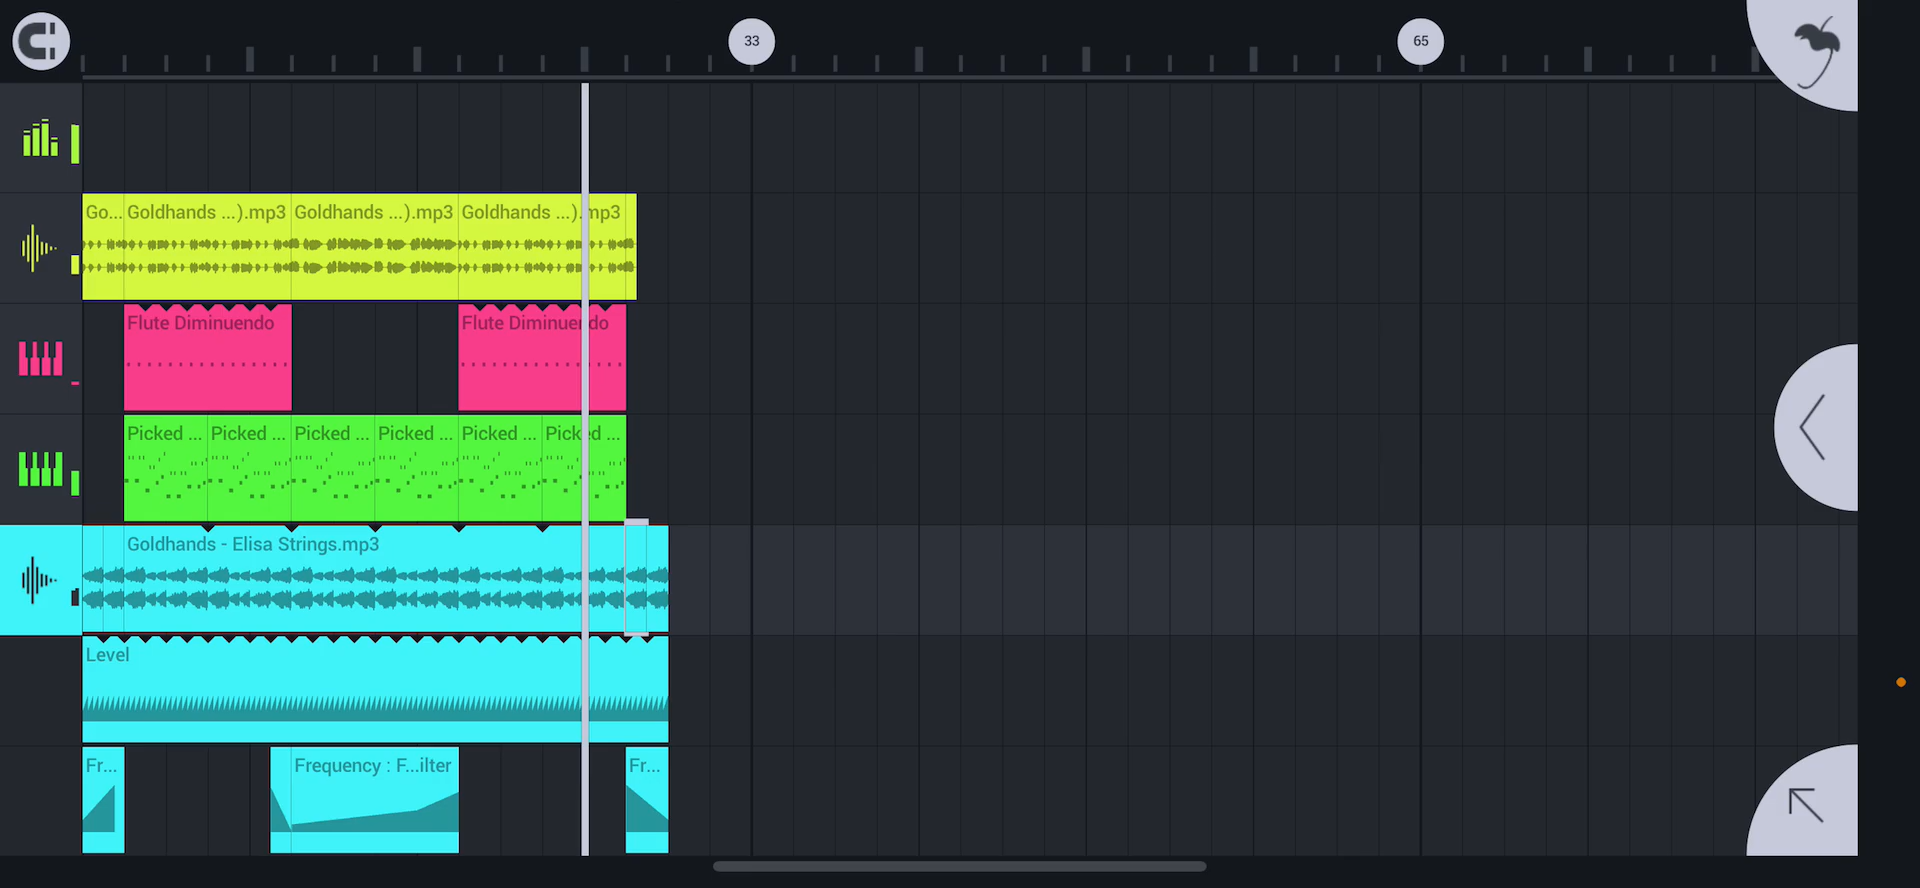 33
65
Go...
Goldhands ...).mp3
Goldhands ...).mp3
Goldhands ...).mp3
Flute Diminuendo
Flute Diminuendo
Picked ...
Picked ...
Picked ...
Picked ...
Picked ...
Picked ...
Goldhands - Elisa Strings.mp3
Level
Fr...
Frequency : F...ilter
Fr...